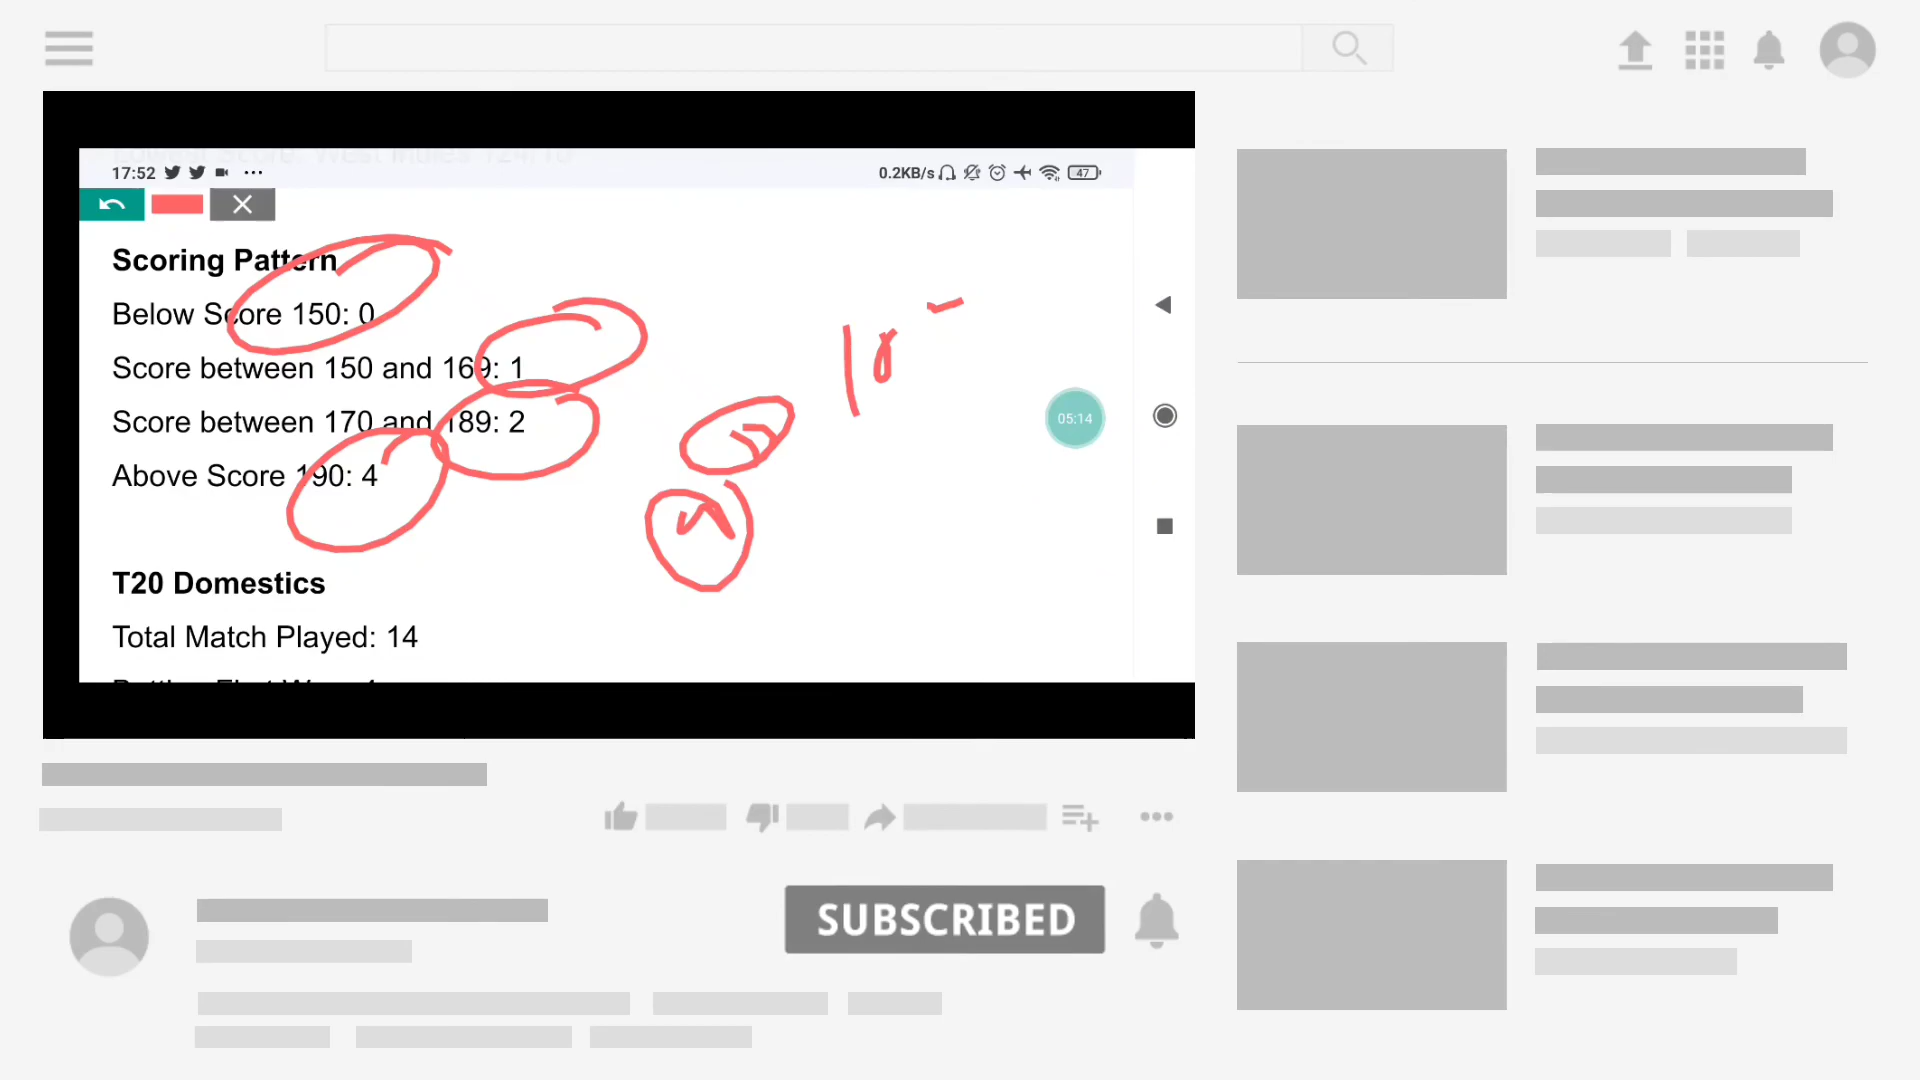 17:52 ... 0.2KB/s 47
Scoring Pattern
Below Score 150: 0
Score between 150 and 169: 1
Score between 170 and 189: 2
Above Score 190: 4
05:14
T20 Domestics
Total Match Played: 14
SUBSCRIBED